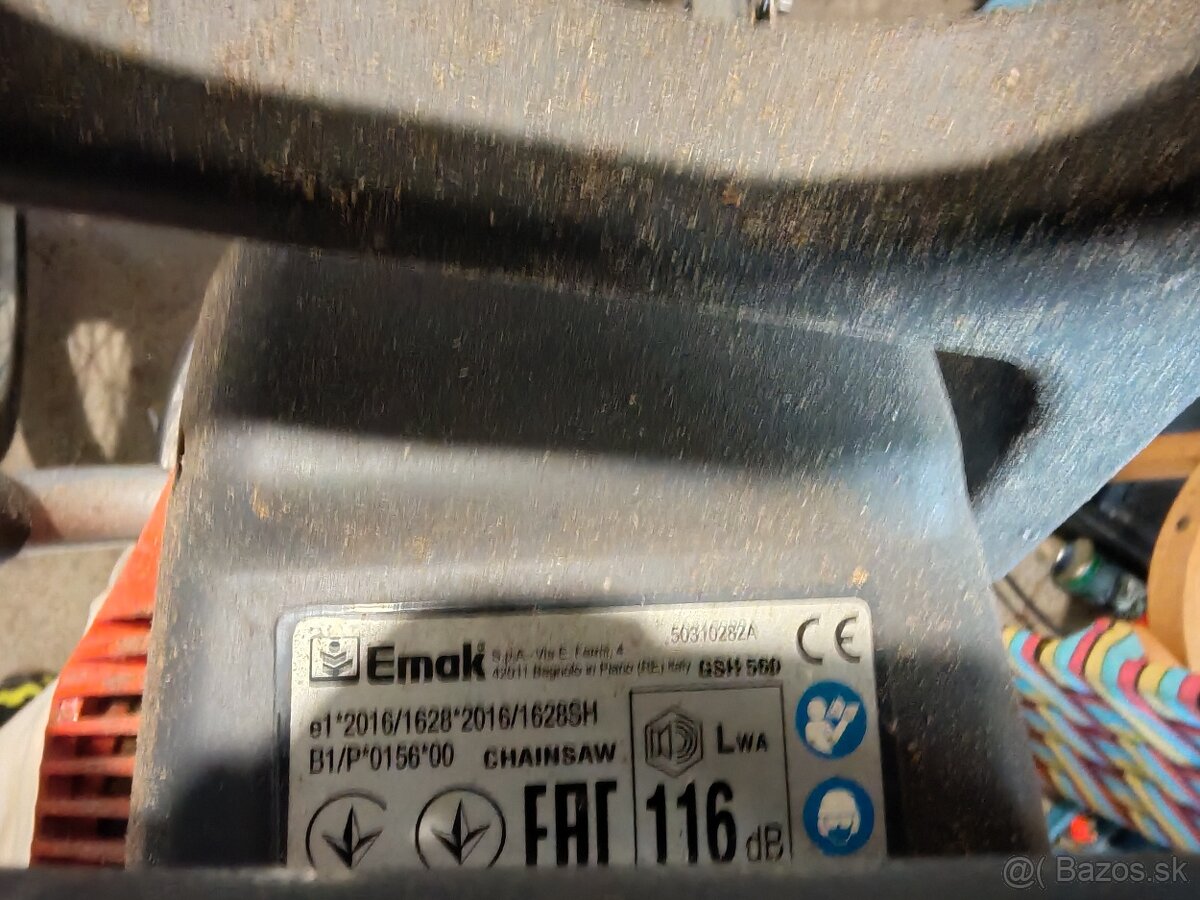 50310282A
CE
Emak S.p.A. - Via E. Fermi, 4
42011 Bagnolo in Piano (RE) Italy GSH 560
e1*2016/1628*2016/1628SH
B1/P*0156*00 CHAINSAW
LWA
EAC 116 dB
@( Bazos.sk